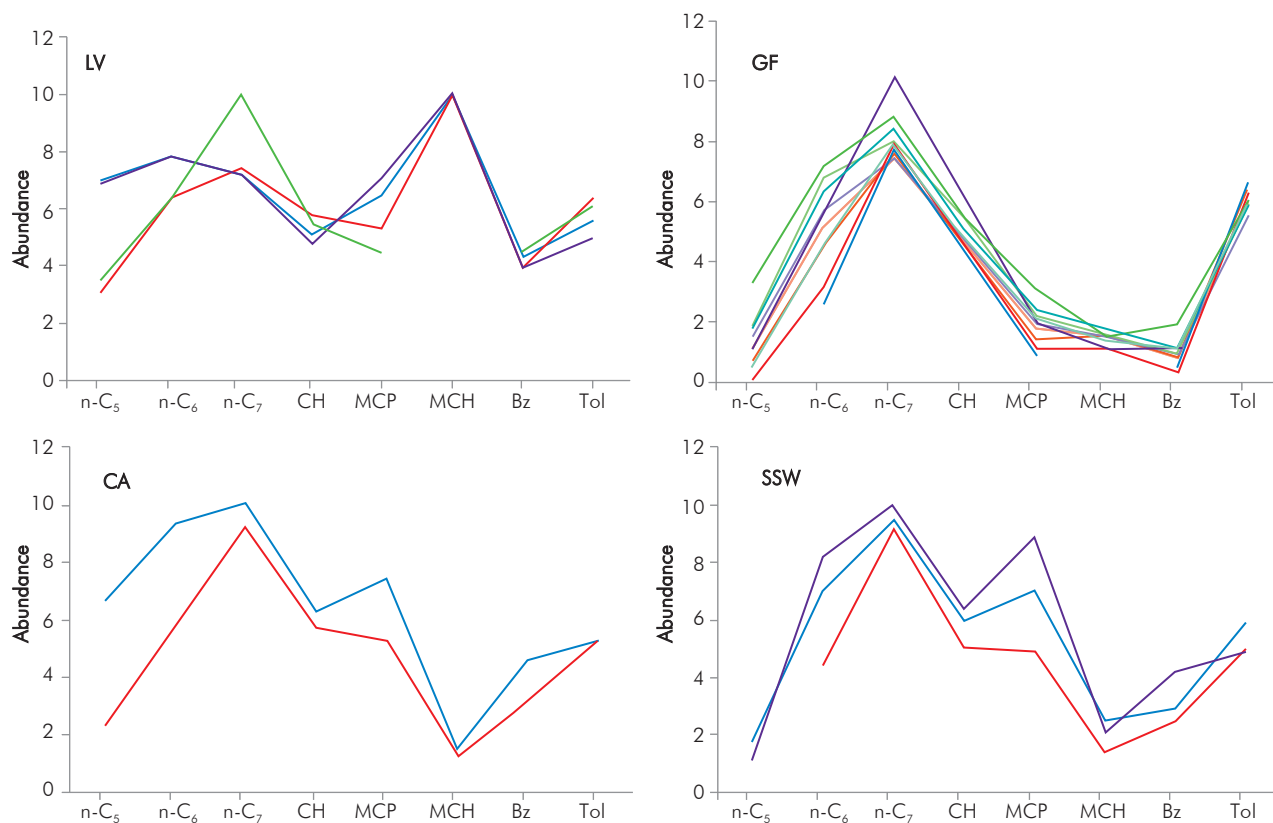 LV
Abundance
12
10
8
6
4
2
0
n-C₅ n-C₆ n-C₇ CH MCP MCH Bz Tol
GF
Abundance
12
10
8
6
4
2
0
n-C₅ n-C₆ n-C₇ CH MCP MCH Bz Tol
CA
Abundance
12
10
8
6
4
2
0
n-C₅ n-C₆ n-C₇ CH MCP MCH Bz Tol
SSW
Abundance
12
10
8
6
4
2
0
n-C₅ n-C₆ n-C₇ CH MCP MCH Bz Tol